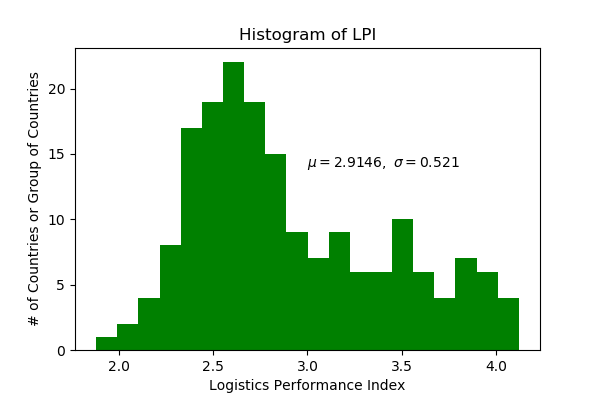 Histogram of LPI
# of Countries or Group of Countries
20
15
10
5
0
μ = 2.9146, σ = 0.521
2.0 2.5 3.0 3.5 4.0
Logistics Performance Index